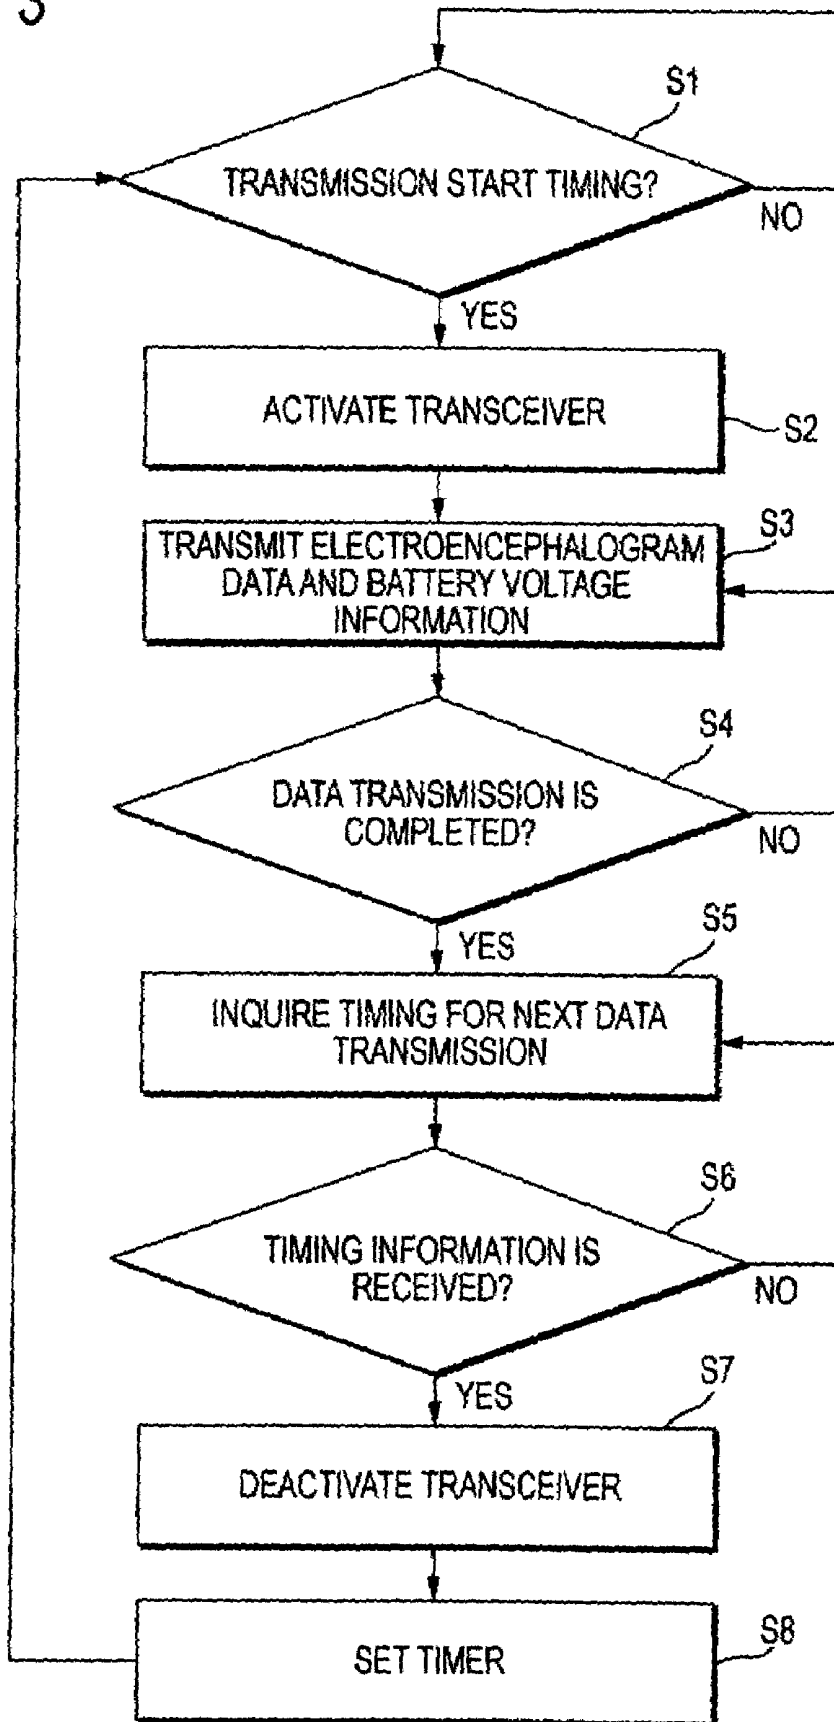 3
S1
TRANSMISSION START TIMING?
NO
YES
ACTIVATE TRANSCEIVER
S2
S3
TRANSMIT ELECTROENCEPHALOGRAM
DATA AND BATTERY VOLTAGE
INFORMATION
S4
DATA TRANSMISSION IS
COMPLETED?
NO
YES
S5
INQUIRE TIMING FOR NEXT DATA
TRANSMISSION
S6
TIMING INFORMATION IS
RECEIVED?
NO
YES
S7
DEACTIVATE TRANSCEIVER
SET TIMER
S8